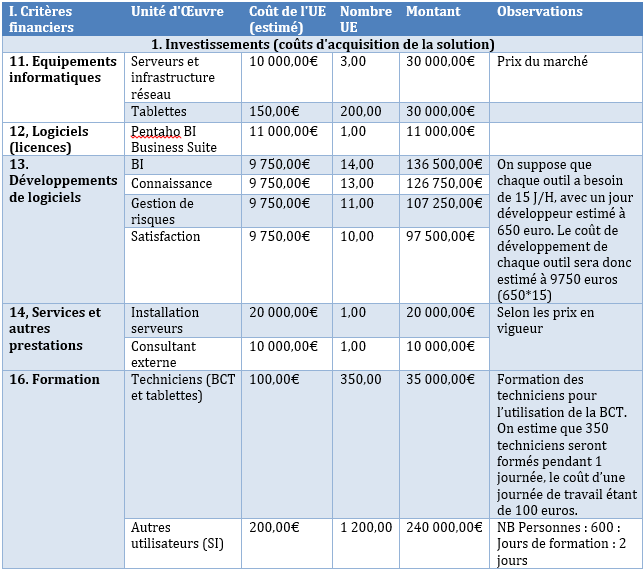 I. Critères financiers | Unité d'Œuvre | Coût de l'UE (estimé) | Nombre UE | Montant | Observations
1. Investissements (coûts d'acquisition de la solution)
11. Equipements informatiques | Serveurs et infrastructure réseau | 10 000,00€ | 3,00 | 30 000,00€ | Prix du marché
Tablettes | 150,00€ | 200,00 | 30 000,00€
12, Logiciels (licences) | Pentaho BI Business Suite | 11 000,00€ | 1,00 | 11 000,00€
13. Développements de logiciels | BI | 9 750,00€ | 14,00 | 136 500,00€ | On suppose que chaque outil a besoin de 15 J/H, avec un jour développeur estimé à 650 euro. Le coût de développement de chaque outil sera donc estimé à 9750 euros (650*15)
Connaissance | 9 750,00€ | 13,00 | 126 750,00€
Gestion de risques | 9 750,00€ | 11,00 | 107 250,00€
Satisfaction | 9 750,00€ | 10,00 | 97 500,00€
14, Services et autres prestations | Installation serveurs | 20 000,00€ | 1,00 | 20 000,00€ | Selon les prix en vigueur
Consultant externe | 10 000,00€ | 1,00 | 10 000,00€
16. Formation | Techniciens (BCT et tablettes) | 100,00€ | 350,00 | 35 000,00€ | Formation des techniciens pour l'utilisation de la BCT. On estime que 350 techniciens seront formés pendant 1 journée, le coût d'une journée de travail étant de 100 euros.
Autres utilisateurs (SI) | 200,00€ | 1 200,00 | 240 000,00€ | NB Personnes : 600 : Jours de formation : 2 jours